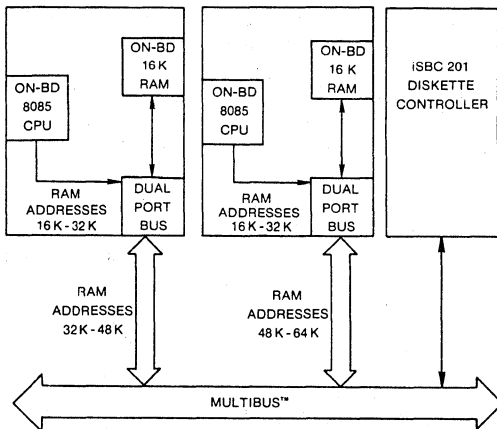 ON-BD
16 K
RAM
ON-BD
8085
CPU
RAM
ADDRESSES
16 K - 32 K
DUAL
PORT
BUS
ON-BD
16 K
RAM
ON-BD
8085
CPU
RAM
ADDRESSES
16 K - 32 K
DUAL
PORT
BUS
iSBC 201
DISKETTE
CONTROLLER
RAM
ADDRESSES
32 K - 48 K
RAM
ADDRESSES
48 K - 64 K
MULTIBUS™